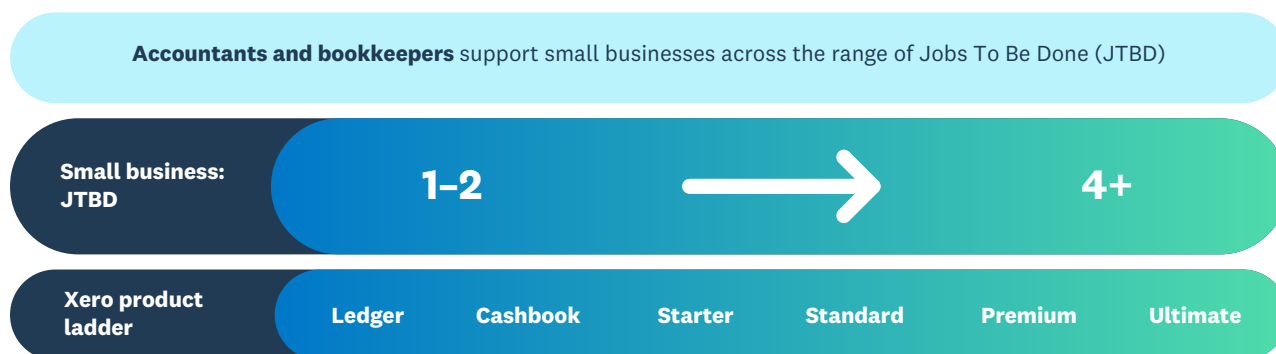 Accountants and bookkeepers support small businesses across the range of Jobs To Be Done (JTBD)
Small business:
JTBD
1–2
4+
Xero product
ladder
Ledger Cashbook Starter Standard Premium Ultimate